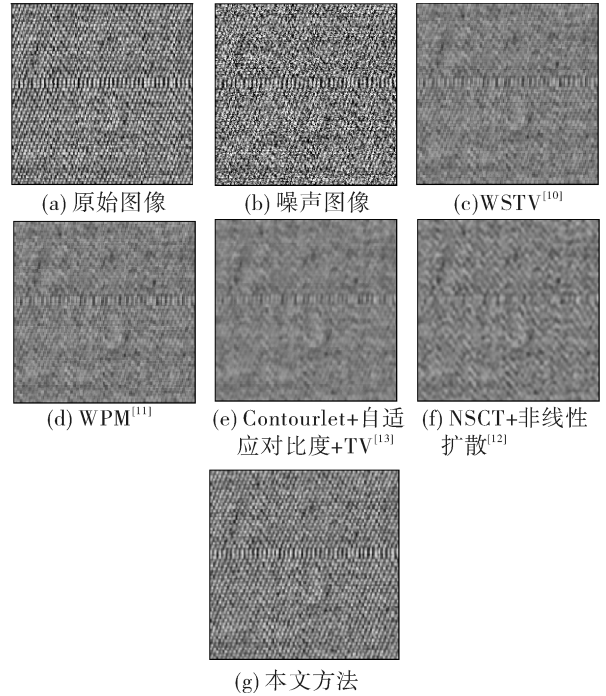 (a) 原始图像
(b) 噪声图像
(c)WSTV[10]
(d) WPM[11]
(e) Contourlet+自适
应对比度+TV[13]
(f) NSCT+非线性
扩散[12]
(g) 本文方法